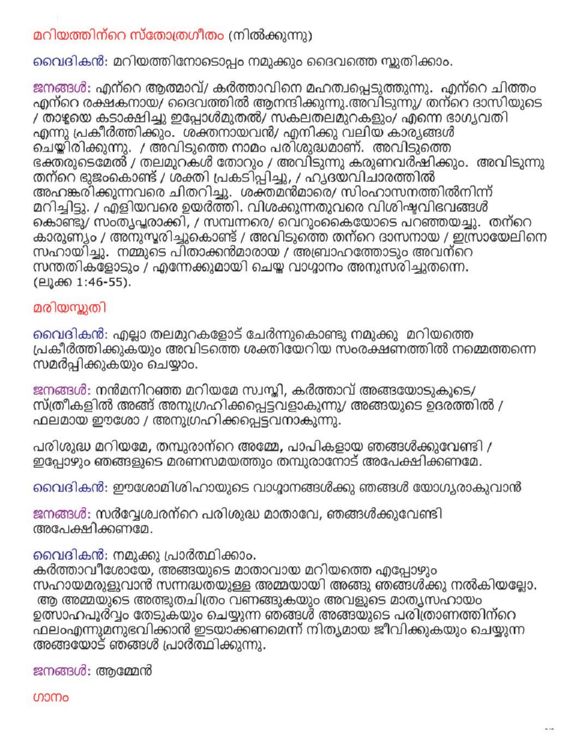 മറിയത്തിന്റെ സ്തോത്രഗീതം (നിൽക്കുന്നു)
വൈദികൻ: മറിയത്തിനോടൊപ്പം നമുക്കും ദൈവത്തെ സ്തുതിക്കാം.
ജനങ്ങൾ: എന്റെ ആത്മാവ്/ കർത്താവിനെ മഹത്വപ്പെടുത്തുന്നു. എന്റെ ചിത്തം
എന്റെ രക്ഷകനായ/ ദൈവത്തിൽ ആനന്ദിക്കുന്നു.അവിടുന്നു/ തന്റെ ദാസിയുടെ
/ താഴ്മയെ കടാക്ഷിച്ചു ഇപ്പോൾമുതൽ/ സകലതലമുറകളും/ എന്നെ ഭാഗ്യവതി
എന്നു പ്രകീർത്തിക്കും. ശക്തനായവൻ/ എനിക്കു വലിയ കാര്യങ്ങൾ
ചെയ്തിരിക്കുന്നു. / അവിടുത്തെ നാമം പരിശുദ്ധമാണ്. അവിടുത്തെ
ഭക്തരുടെമേൽ / തലമുറകൾ തോറും / അവിടുന്നു കരുണവർഷിക്കും. അവിടുന്നു
തന്റെ ഭുജംകൊണ്ട് / ശക്തി പ്രകടിപ്പിച്ചു, / ഹൃദയവിചാരത്തിൽ
അഹങ്കരിക്കുന്നവരെ ചിതറിച്ചു. ശക്തമൻമാരെ/ സിംഹാസനത്തിൽനിന്ന്
മറിച്ചിട്ടു. / എളിയവരെ ഉയർത്തി. വിശക്കുന്നതുവരെ വിശിഷ്ടവിഭവങ്ങൾ
കൊണ്ടു/ സംതൃപ്തരാക്കി, / സമ്പന്നരെ/ വെറുംകൈയോടെ പറഞ്ഞയച്ചു. തന്റെ
കാരുണ്യം / അനുസ്മരിച്ചുകൊണ്ട് / അവിടുത്തെ തന്റെ ദാസനായ / ഇസ്രായേലിനെ
സഹായിച്ചു. നമ്മുടെ പിതാക്കൻമാരായ / അബ്രാഹത്തോടും അവന്റെ
സന്തതികളോടും / എന്നേക്കുമായി ചെയ്ത വാഗ്ദാനം അനുസരിച്ചുതന്നെ.
(ലൂക്ക 1:46-55).
മരിയസ്തുതി
വൈദികൻ: എല്ലാ തലമുറകളോട് ചേർന്നുകൊണ്ടു നമുക്കു മറിയത്തെ
പ്രകീർത്തിക്കുകയും അവിടത്തെ ശക്തിയേറിയ സംരക്ഷണത്തിൽ നമ്മെത്തന്നെ
സമർപ്പിക്കുകയും ചെയ്യാം.
ജനങ്ങൾ: നൻമനിറഞ്ഞ മറിയമേ സ്വസ്തി, കർത്താവ് അങ്ങയോടുകൂടെ/
സ്ത്രീകളിൽ അങ്ങ് അനുഗ്രഹിക്കപ്പെട്ടവളാകുന്നു/ അങ്ങയുടെ ഉദരത്തിൽ /
ഫലമായ ഈശോ / അനുഗ്രഹിക്കപ്പെട്ടവനാകുന്നു.
പരിശുദ്ധ മറിയമേ, തമ്പുരാന്റെ അമ്മേ, പാപികളായ ഞങ്ങൾക്കുവേണ്ടി /
ഇപ്പോഴും ഞങ്ങളുടെ മരണസമയത്തും തമ്പുരാനോട് അപേക്ഷിക്കണമേ.
വൈദികൻ: ഈശോമിശിഹായുടെ വാഗ്ദാനങ്ങൾക്കു ഞങ്ങൾ യോഗ്യരാകുവാൻ
ജനങ്ങൾ: സർവ്വേശ്വരന്റെ പരിശുദ്ധ മാതാവേ, ഞങ്ങൾക്കുവേണ്ടി
അപേക്ഷിക്കണമേ.
വൈദികൻ: നമുക്കു പ്രാർത്ഥിക്കാം.
കർത്താവീശോയേ, അങ്ങയുടെ മാതാവായ മറിയത്തെ എപ്പോഴും
സഹായമരുളുവാൻ സന്നദ്ധതയുള്ള അമ്മയായി അങ്ങു ഞങ്ങൾക്കു നൽകിയല്ലോ.
ആ അമ്മയുടെ അത്ഭുതചിത്രം വണങ്ങുകയും അവളുടെ മാതൃസഹായം
ഉത്സാഹപൂർവ്വം തേടുകയും ചെയ്യുന്ന ഞങ്ങൾ അങ്ങയുടെ പരിത്രാണത്തിന്റെ
ഫലംഎന്നുമനുഭവിക്കാൻ ഇടയാക്കണമെന്ന് നിത്യമായ ജീവിക്കുകയും ചെയ്യുന്ന
അങ്ങയോട് ഞങ്ങൾ പ്രാർത്ഥിക്കുന്നു.
ജനങ്ങൾ: ആമ്മേൻ
ഗാനം